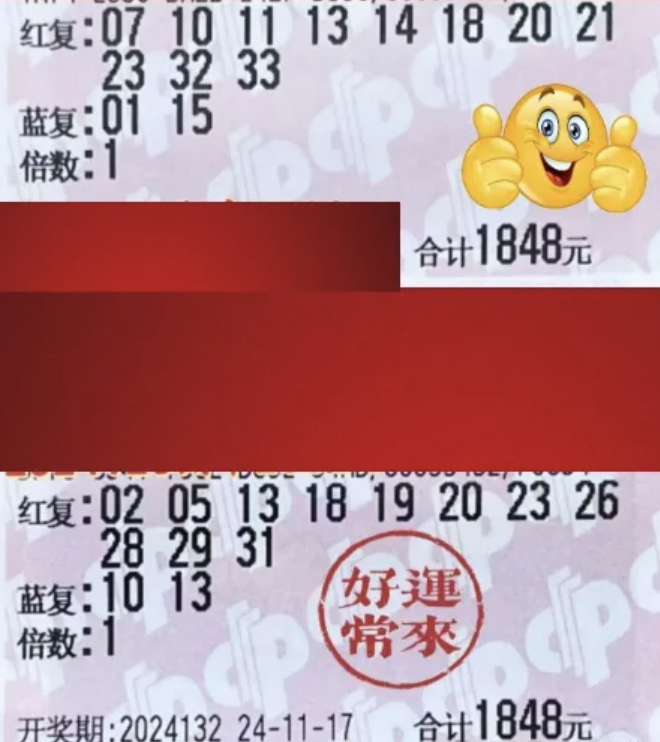 红复:07 10 11 13 14 18 20 21
23 32 33
蓝复:01 15
倍数:1
合计1848元
红复:02 05 13 18 19 20 23 26
28 29 31
蓝复:10 13
倍数:1
好運
常來
开奖期:2024132 24-11-17 合计1848元